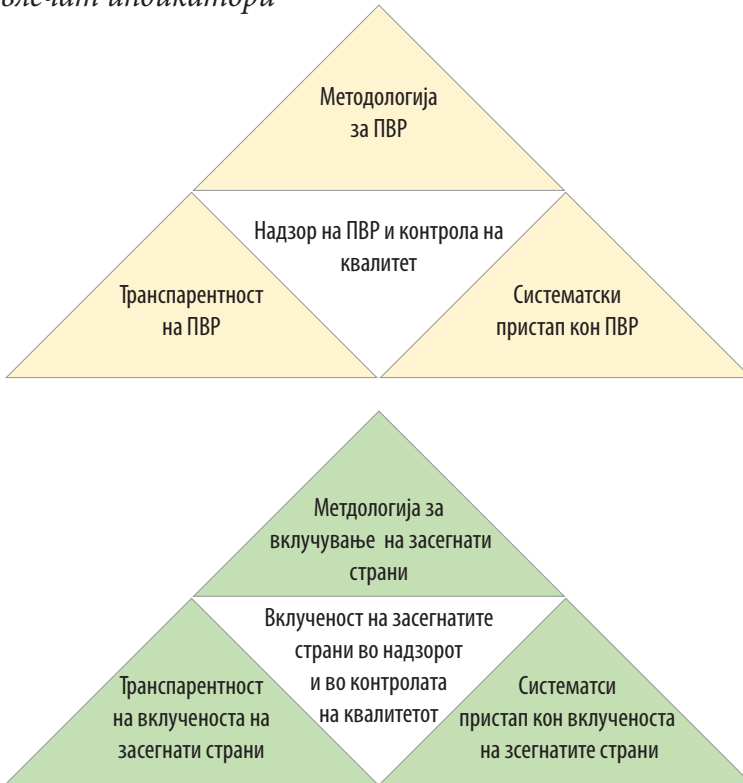 индикатори
Методологија
за ПВР
Надзор на ПВР и контрола на
квалитет
Транспарентност
на ПВР
Систематски
пристап кон ПВР
Метдологија за
вклучување на засегнати
страни
Вклученост на засегнатите
страни во надзорот
и во контролата
на квалитетот
Транспарентност
на вклученоста на
засегнати страни
Систематси
пристап кон вклученоста
на зсегнатите страни